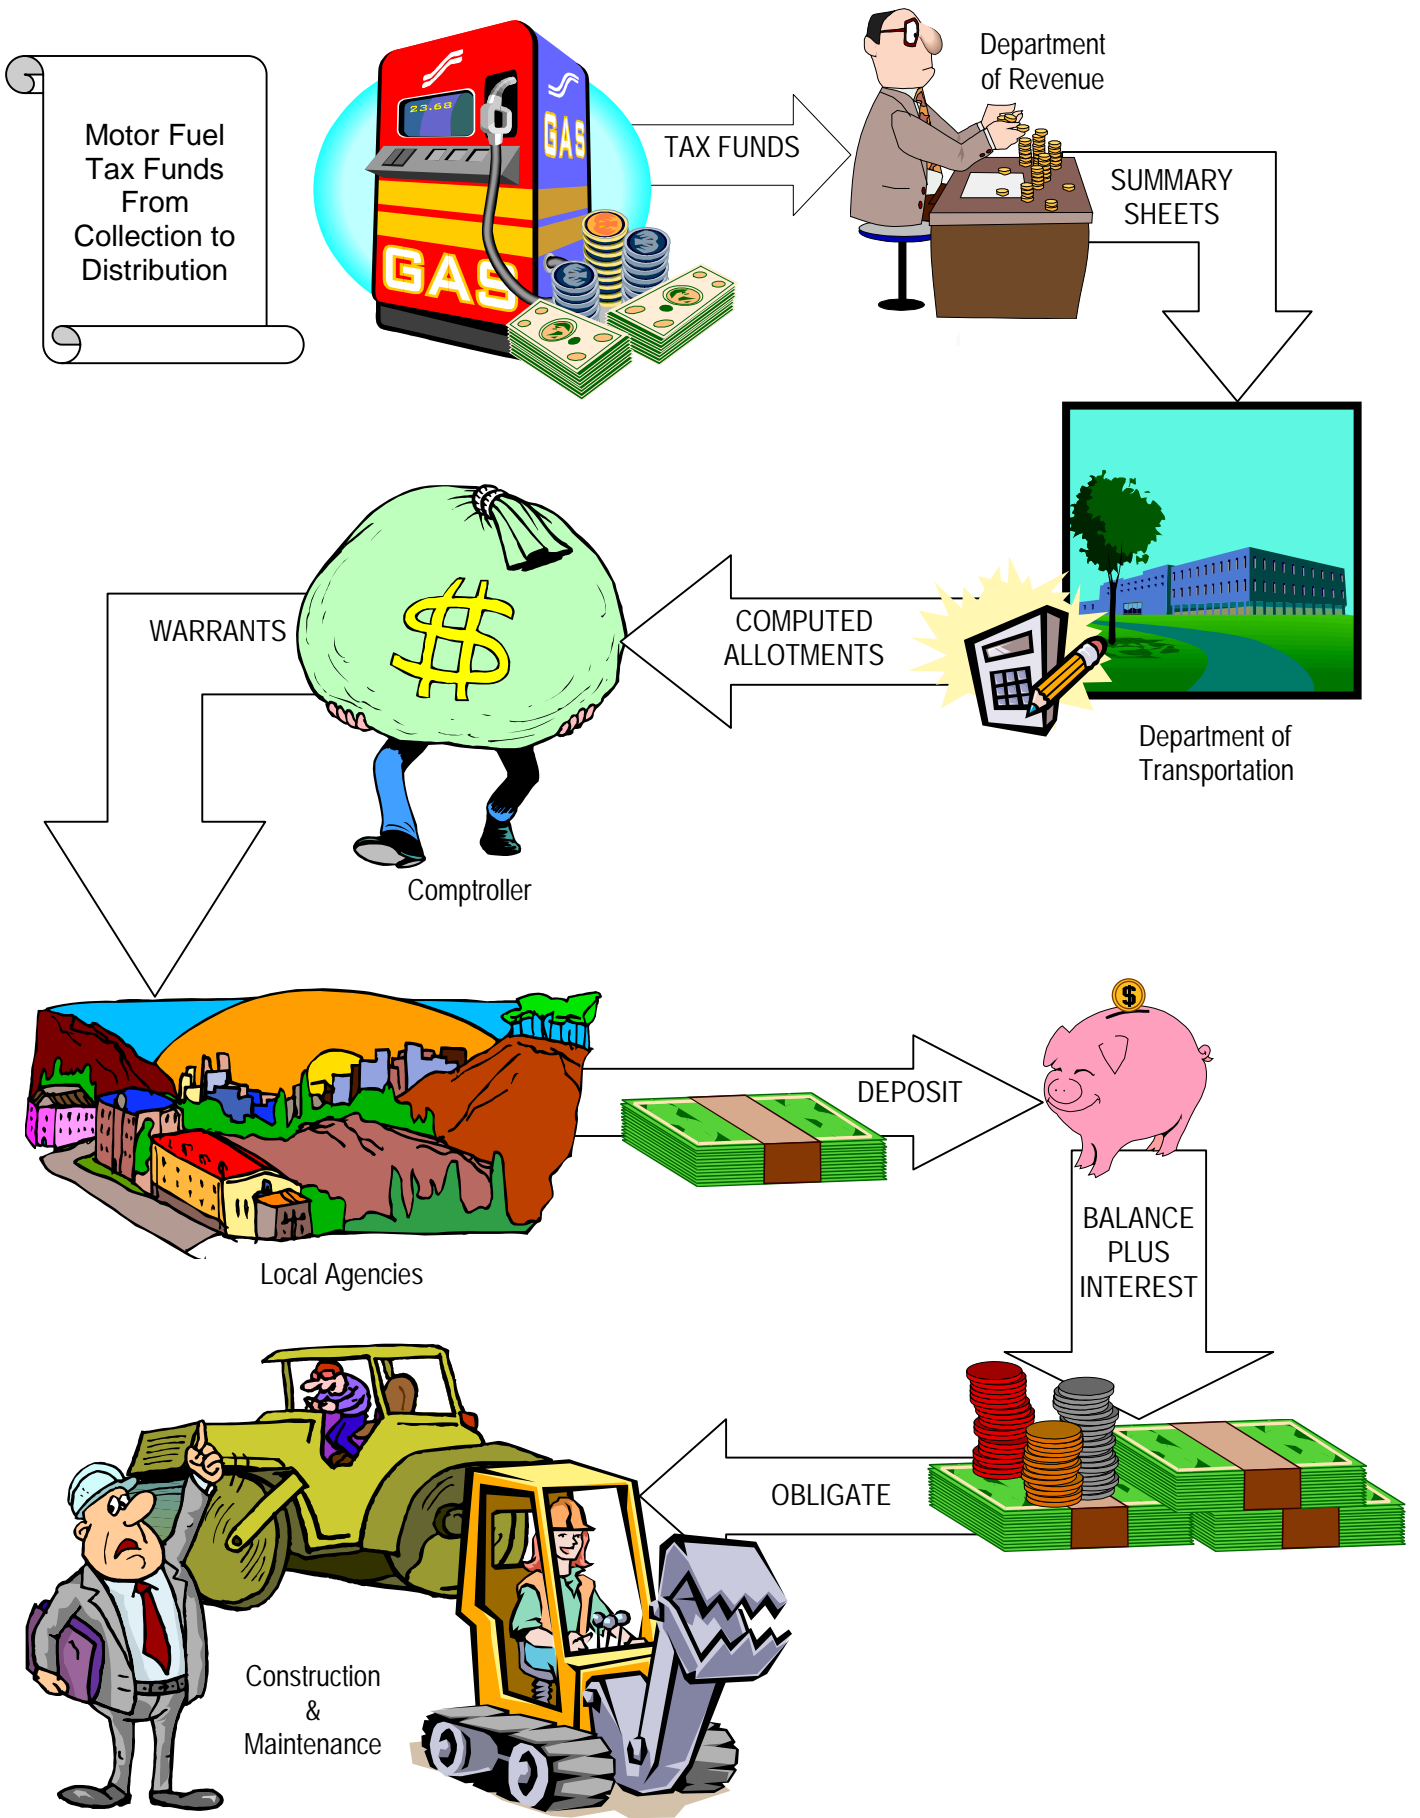 Motor Fuel
Tax Funds
From
Collection to
Distribution
23.68
GAS
GAS
TAX FUNDS
Department
of Revenue
SUMMARY
SHEETS
WARRANTS
$
COMPUTED
ALLOTMENTS
Department of
Transportation
Comptroller
$
DEPOSIT
Local Agencies
BALANCE
PLUS
INTEREST
OBLIGATE
Construction
&
Maintenance